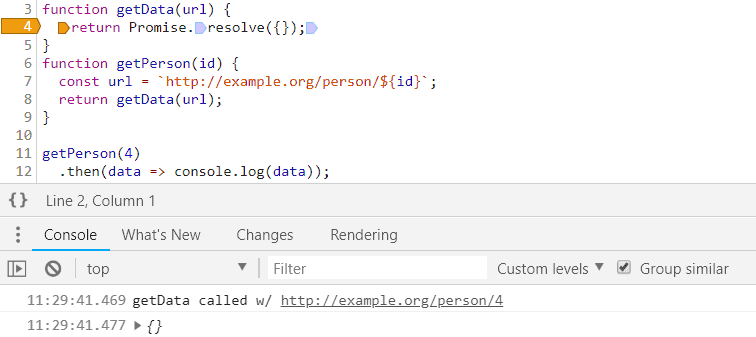 3 function getData(url) {
4 return Promise.resolve({});
5 }
6 function getPerson(id) {
7 const url = `http://example.org/person/${id}`;
8 return getData(url);
9 }
10
11 getPerson(4)
12 .then(data => console.log(data));
{} Line 2, Column 1
Console What's New Changes Rendering
top Filter Custom levels Group similar
11:29:41.469 getData called w/ http://example.org/person/4
11:29:41.477 {}